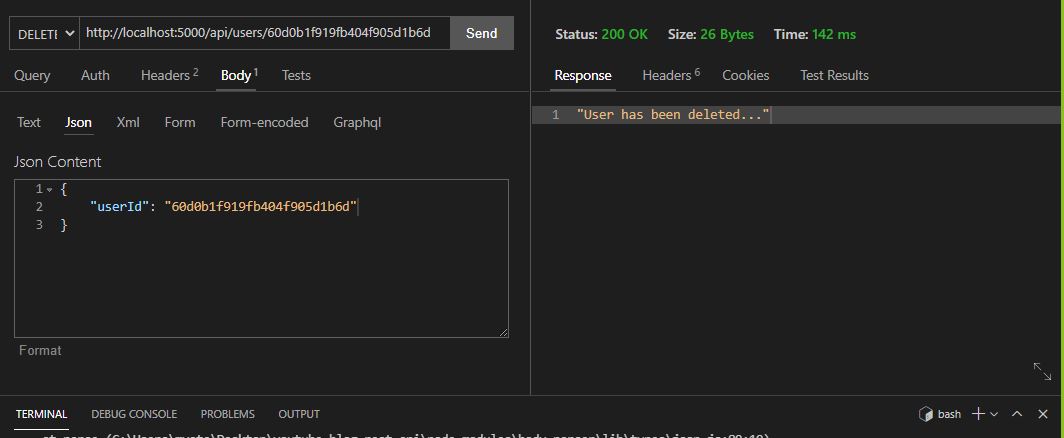 DELETE http://localhost:5000/api/users/60d0b1f919fb404f905d1b6d Send
Query Auth Headers 2 Body 1 Tests
Text Json Xml Form Form-encoded Graphql
Json Content
1 {
2 "userId": "60d0b1f919fb404f905d1b6d"
3 }
Format
Status: 200 OK Size: 26 Bytes Time: 142 ms
Response Headers 6 Cookies Test Results
1 "User has been deleted..."
TERMINAL DEBUG CONSOLE PROBLEMS OUTPUT bash